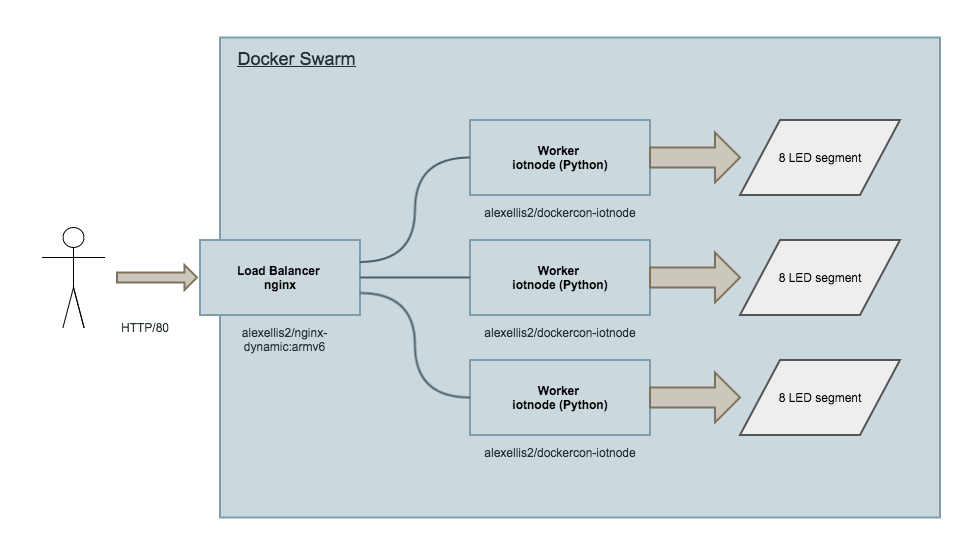 Docker Swarm
Worker
iotnode (Python)
8 LED segment
alexellis2/dockercon-iotnode
Load Balancer
nginx
Worker
iotnode (Python)
8 LED segment
HTTP/80
alexellis2/nginx-
dynamic:armv6
alexellis2/dockercon-iotnode
Worker
iotnode (Python)
8 LED segment
alexellis2/dockercon-iotnode